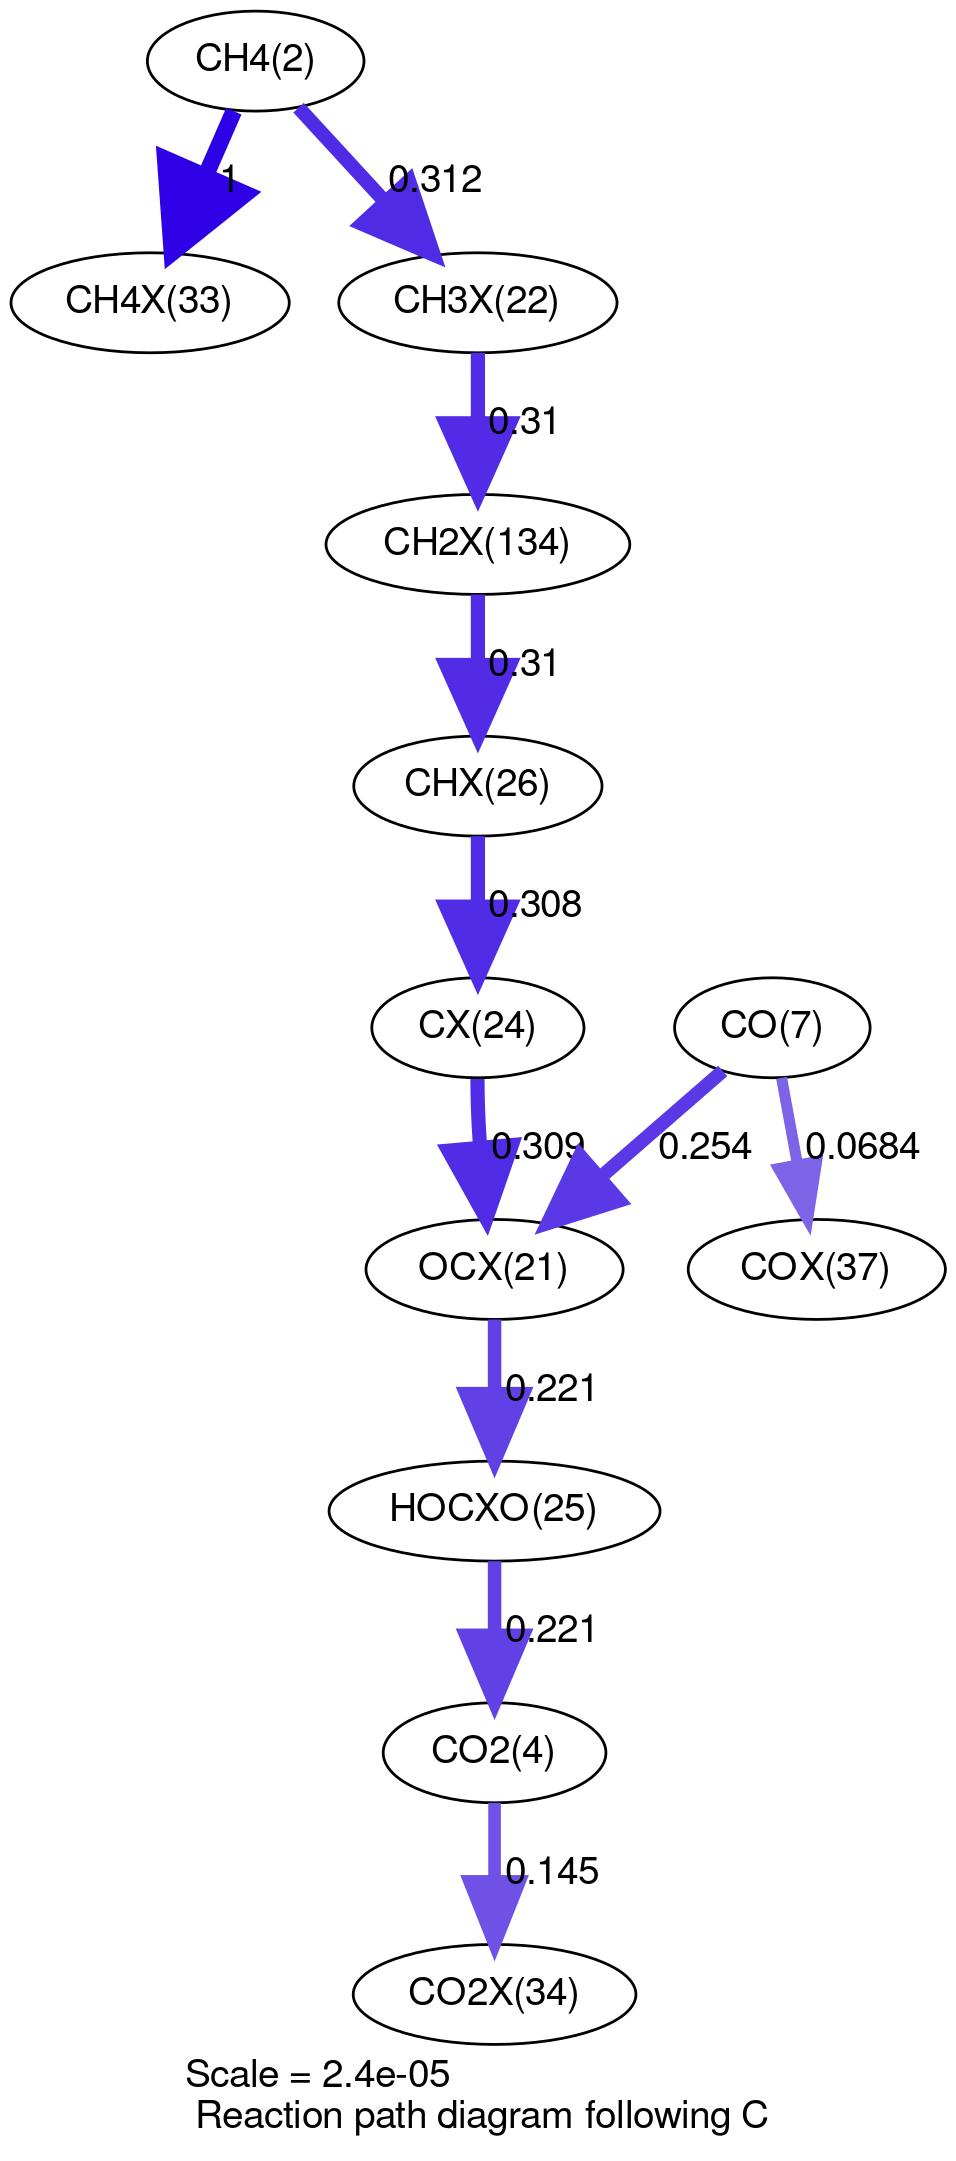 CH4(2)
1
0.312
CH4X(33)
CH3X(22)
0.31
CH2X(134)
0.31
CHX(26)
0.308
CX(24)
CO(7)
0.309
0.254
0.0684
OCX(21)
COX(37)
0.221
HOCXO(25)
0.221
CO2(4)
0.145
CO2X(34)
Scale = 2.4e-05
Reaction path diagram following C